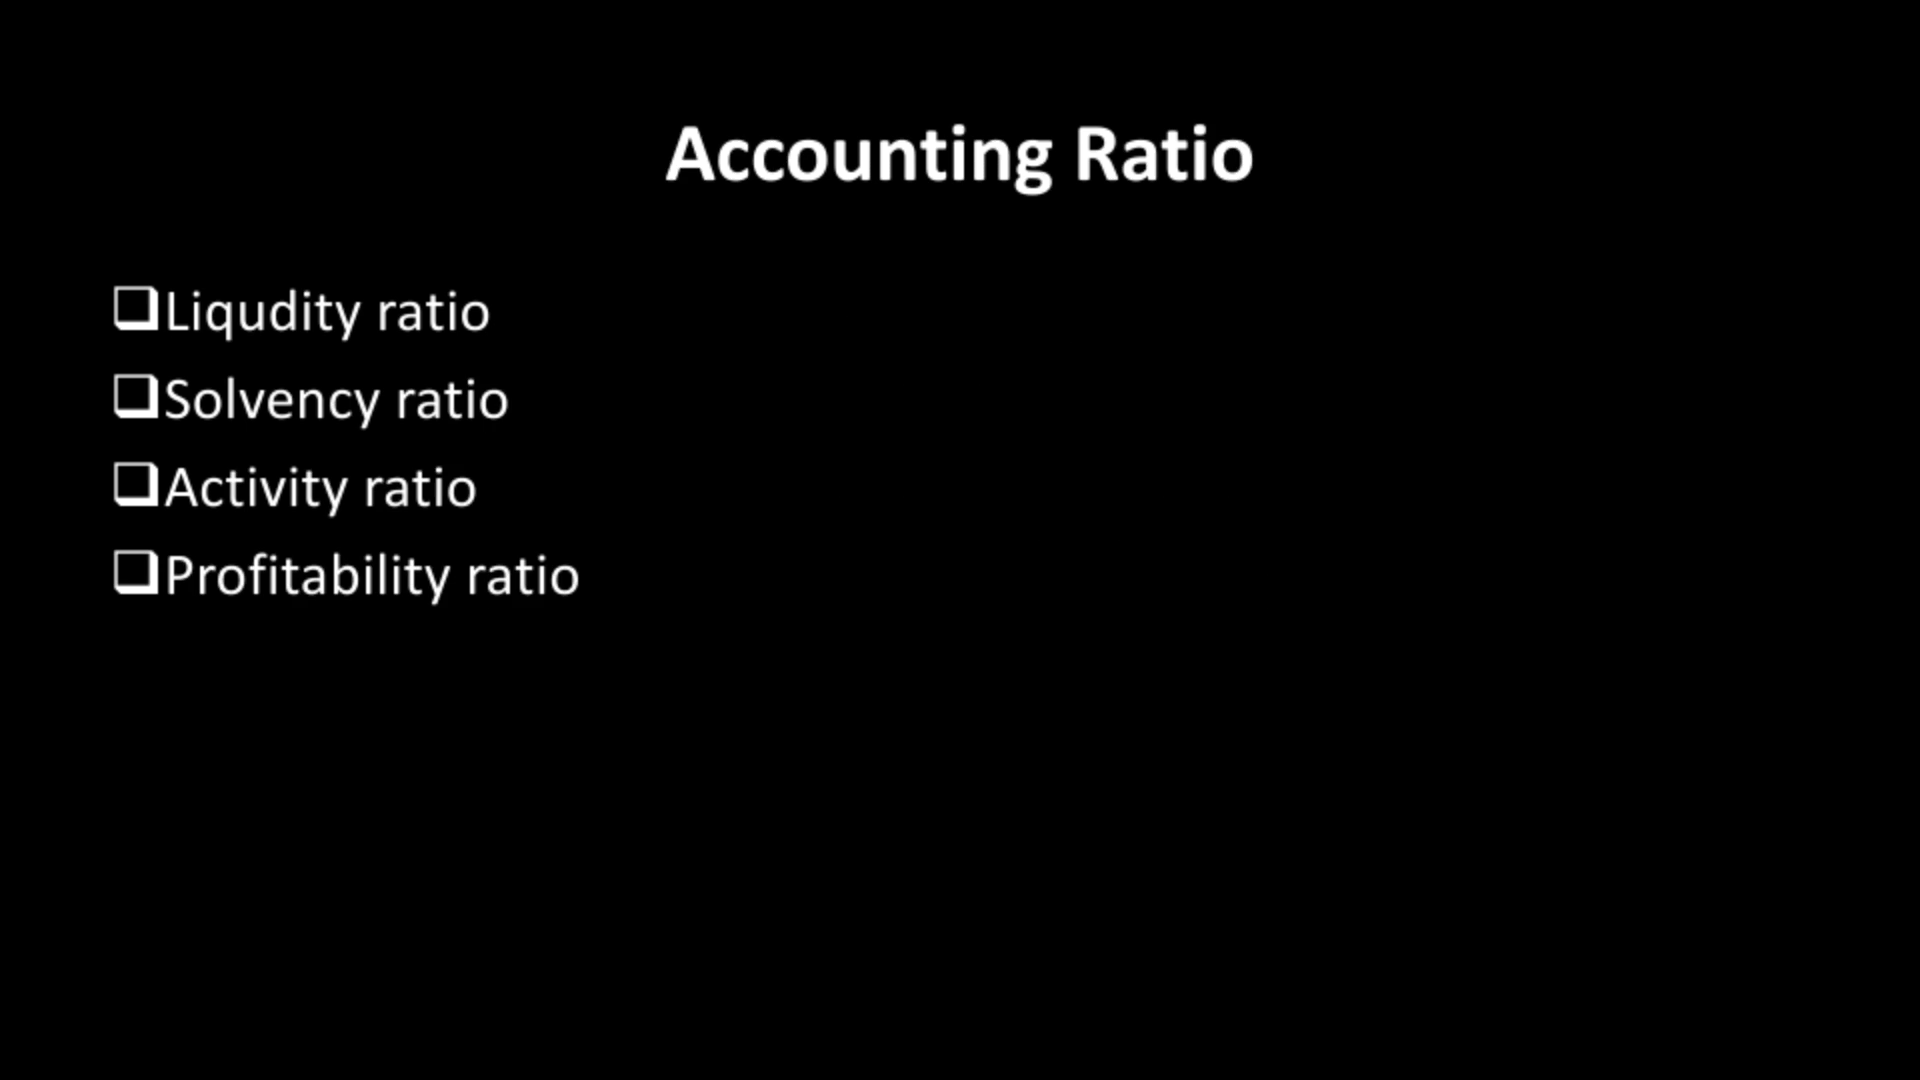 Accounting Ratio
❑Liqudity ratio
❑Solvency ratio
❑Activity ratio
❑Profitability ratio